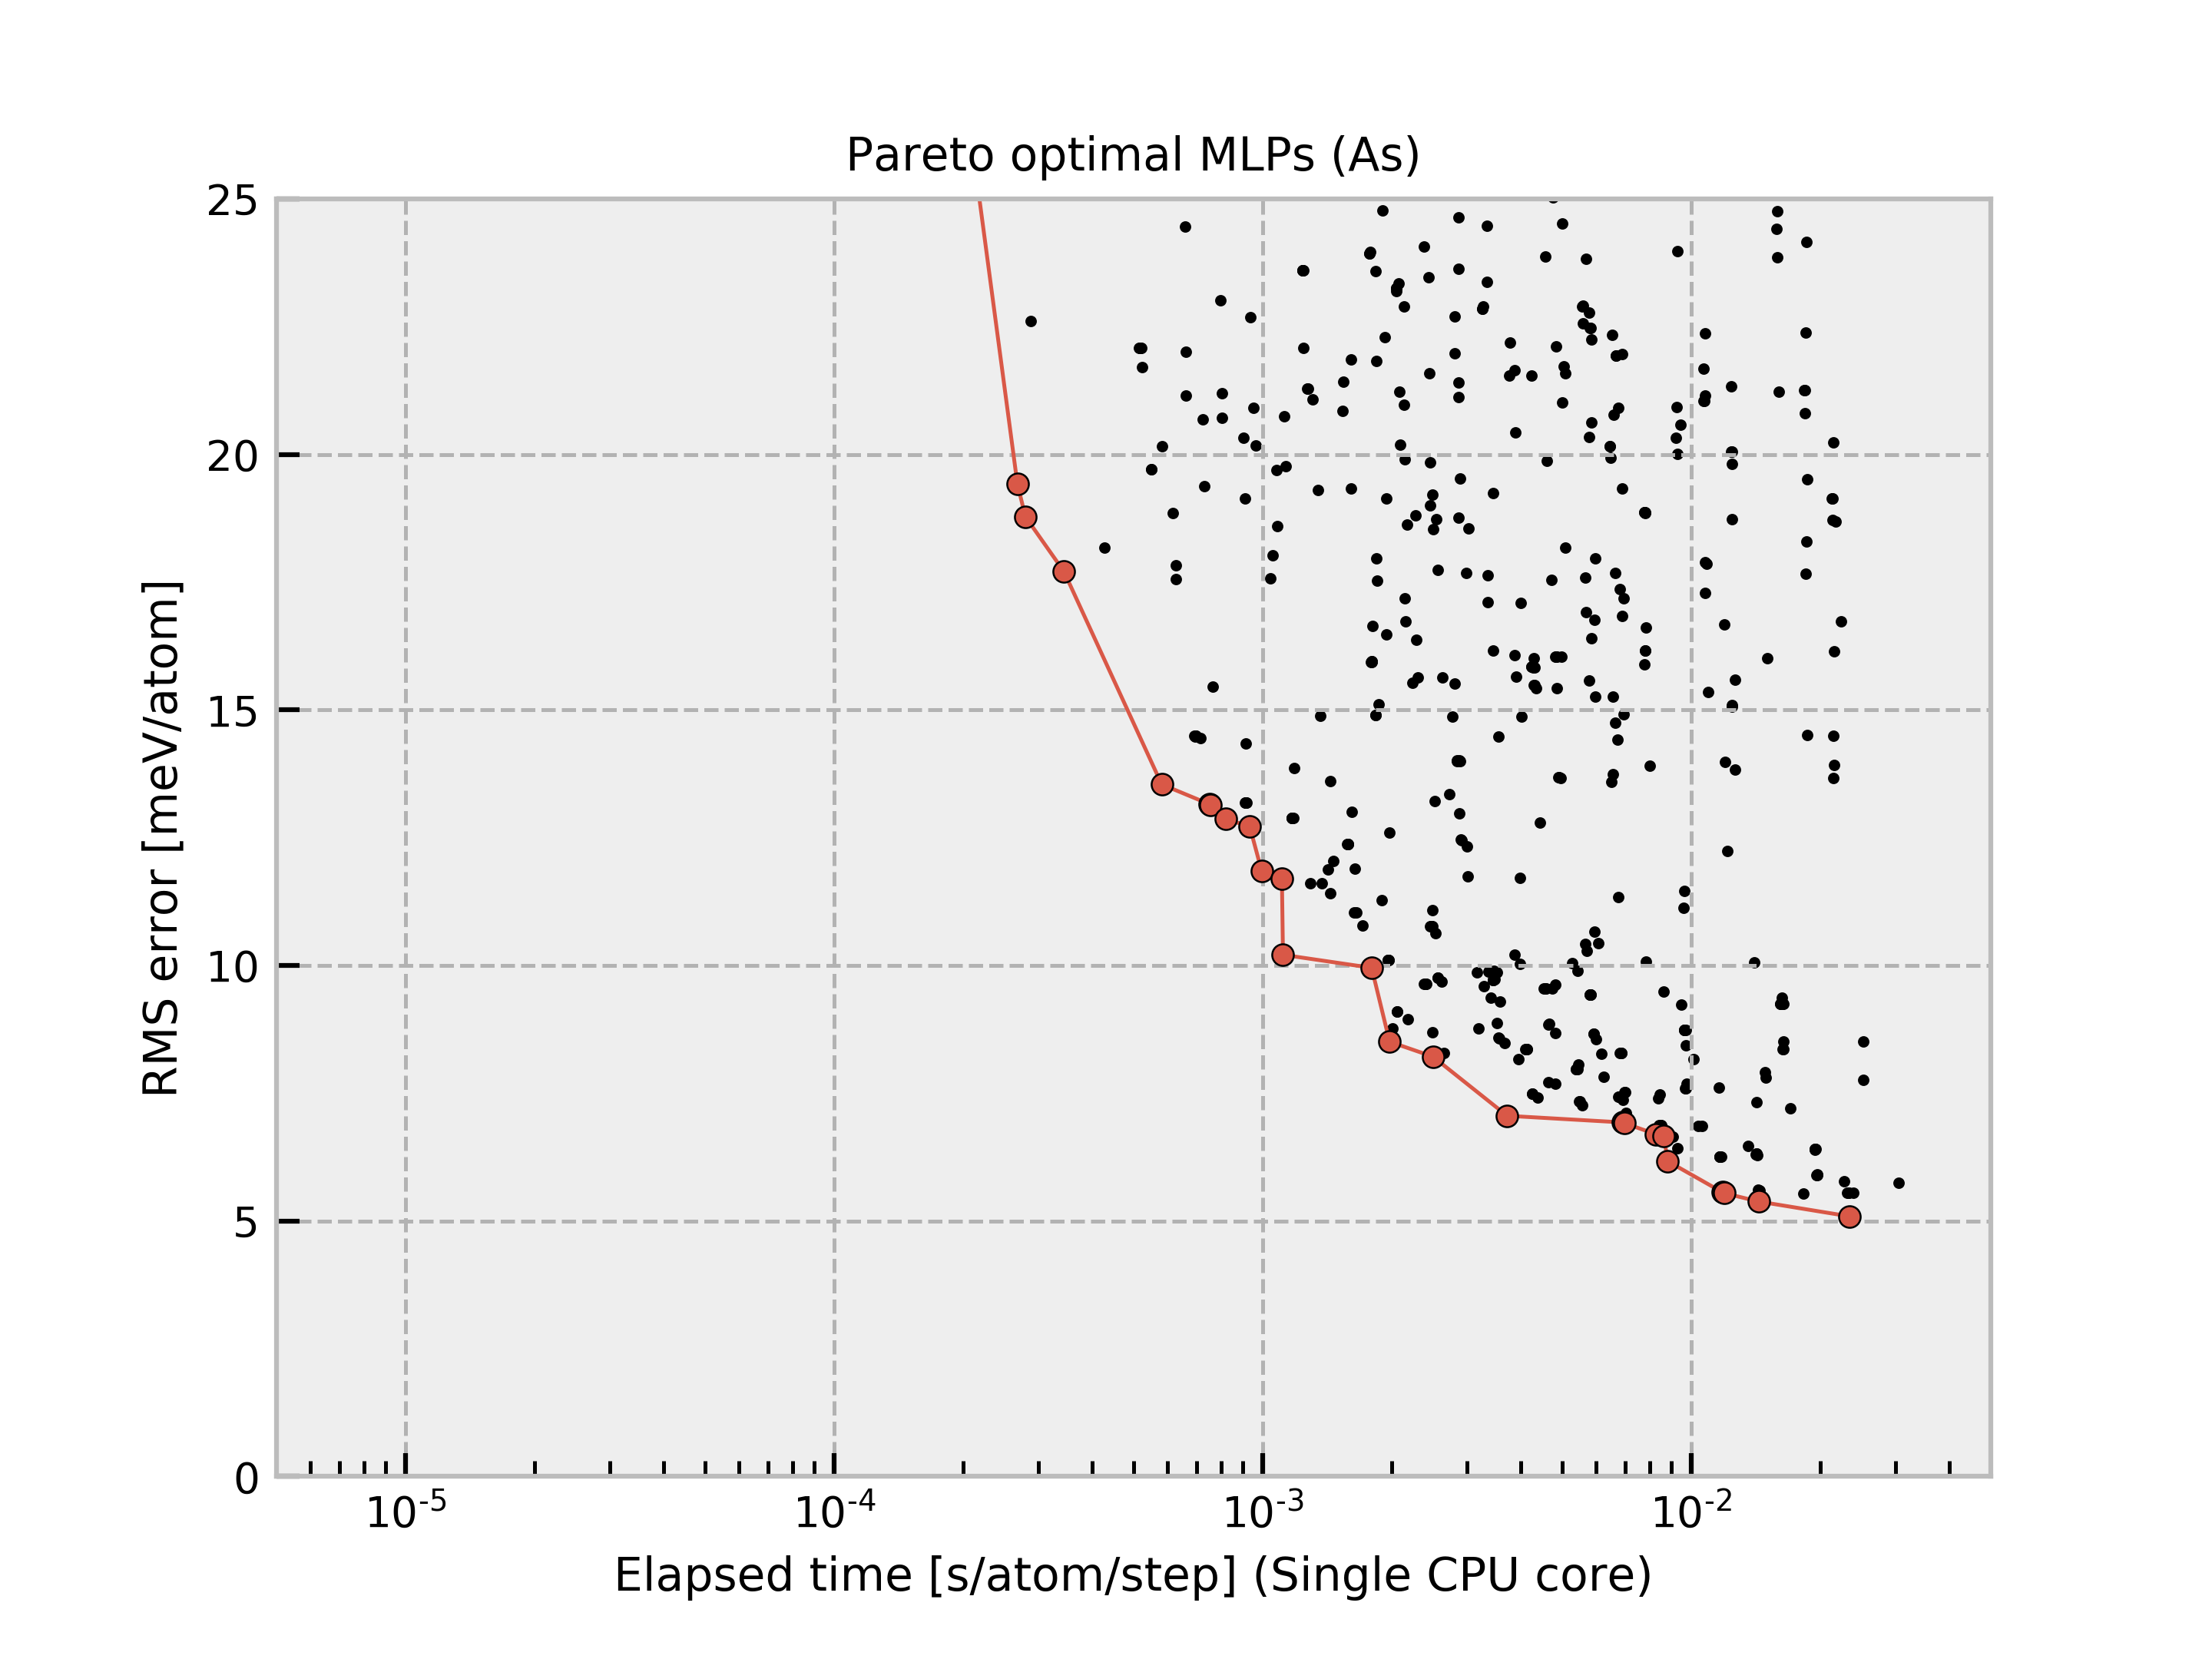 Pareto optimal MLPs (As)
25
20
15
10
5
0
RMS error [meV/atom]
10-5 10-4 10-3 10-2
Elapsed time [s/atom/step] (Single CPU core)